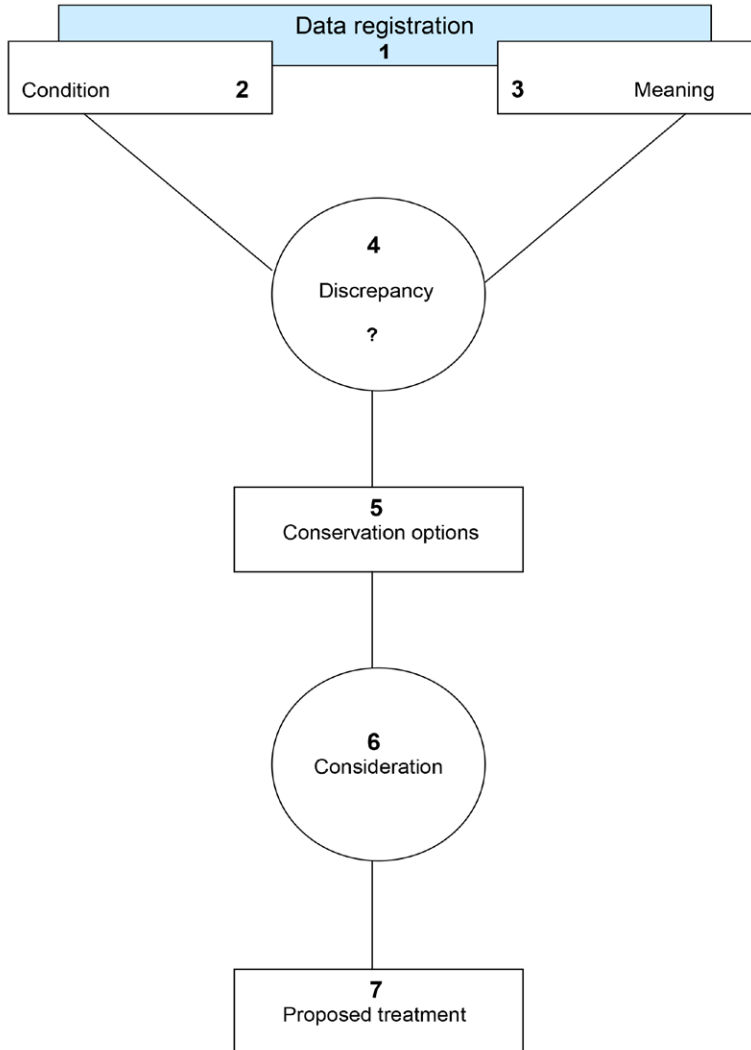 Data registration
1
Condition 2
3 Meaning
4
Discrepancy
?
5
Conservation options
6
Consideration
7
Proposed treatment